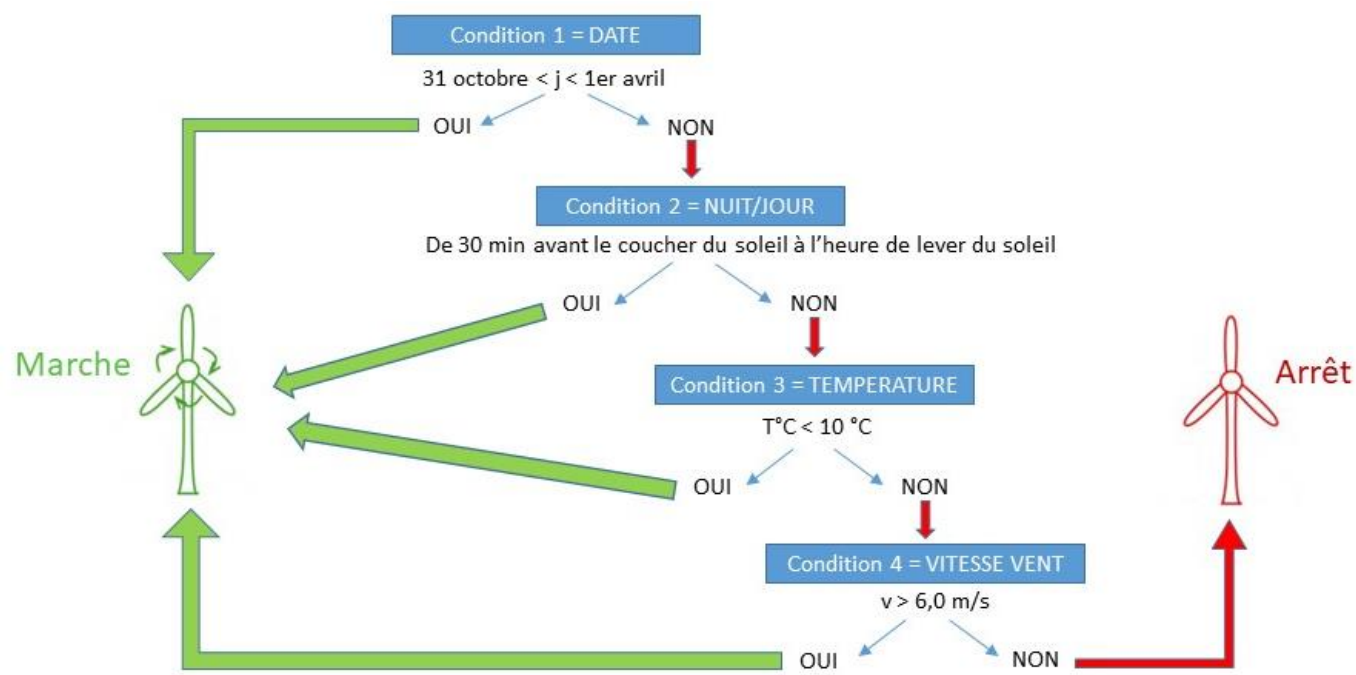 Condition 1 = DATE
31 octobre < j < 1er avril
OUI
NON
Condition 2 = NUIT/JOUR
De 30 min avant le coucher du soleil à l’heure de lever du soleil
OUI
NON
Marche
Arrêt
Condition 3 = TEMPERATURE
T°C < 10 °C
OUI
NON
Condition 4 = VITESSE VENT
v > 6,0 m/s
OUI
NON